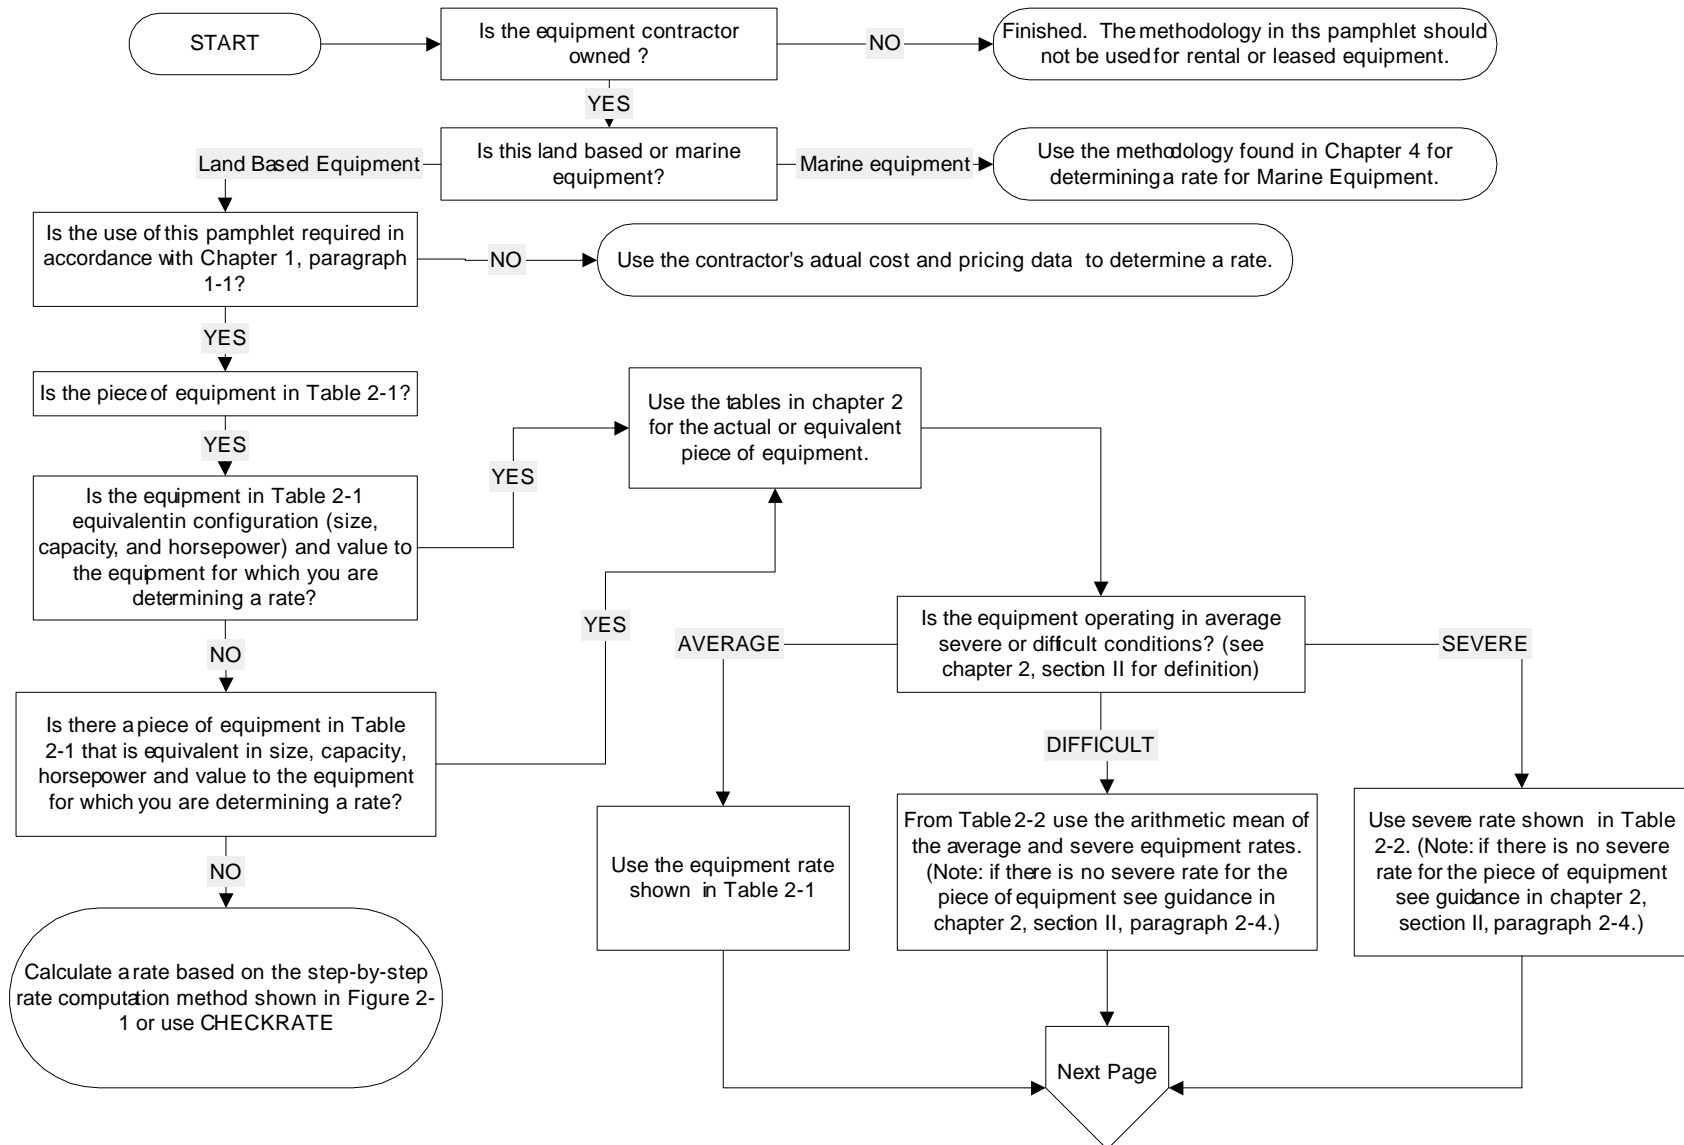 START
Is the equipment contractor
owned ?
NO
Finished. The methodology in ths pamphlet should
not be used for rental or leased equipment.
YES
Is this land based or marine
equipment?
Land Based Equipment
Marine equipment
Use the methodology found in Chapter 4 for
determining a rate for Marine Equipment.
Is the use of this pamphlet required in
accordance with Chapter 1, paragraph
1-1?
NO
Use the contractor's actual cost and pricing data to determine a rate.
YES
Is the piece of equipment in Table 2-1?
YES
Is the equipment in Table 2-1
equivalent in configuration (size,
capacity, and horsepower) and value to
the equipment for which you are
determining a rate?
YES
Use the tables in chapter 2
for the actual or equivalent
piece of equipment.
NO
Is there a piece of equipment in Table
2-1 that is equivalent in size, capacity,
horsepower and value to the equipment
for which you are determining a rate?
YES
NO
Calculate a rate based on the step-by-step
rate computation method shown in Figure 2-
1 or use CHECKRATE
Is the equipment operating in average
severe or difficult conditions? (see
chapter 2, section II for definition)
AVERAGE
SEVERE
DIFFICULT
Use the equipment rate
shown in Table 2-1
From Table 2-2 use the arithmetic mean of
the average and severe equipment rates.
(Note: if there is no severe rate for the
piece of equipment see guidance in
chapter 2, section II, paragraph 2-4.)
Use severe rate shown in Table
2-2. (Note: if there is no severe
rate for the piece of equipment
see guidance in chapter 2,
section II, paragraph 2-4.)
Next Page